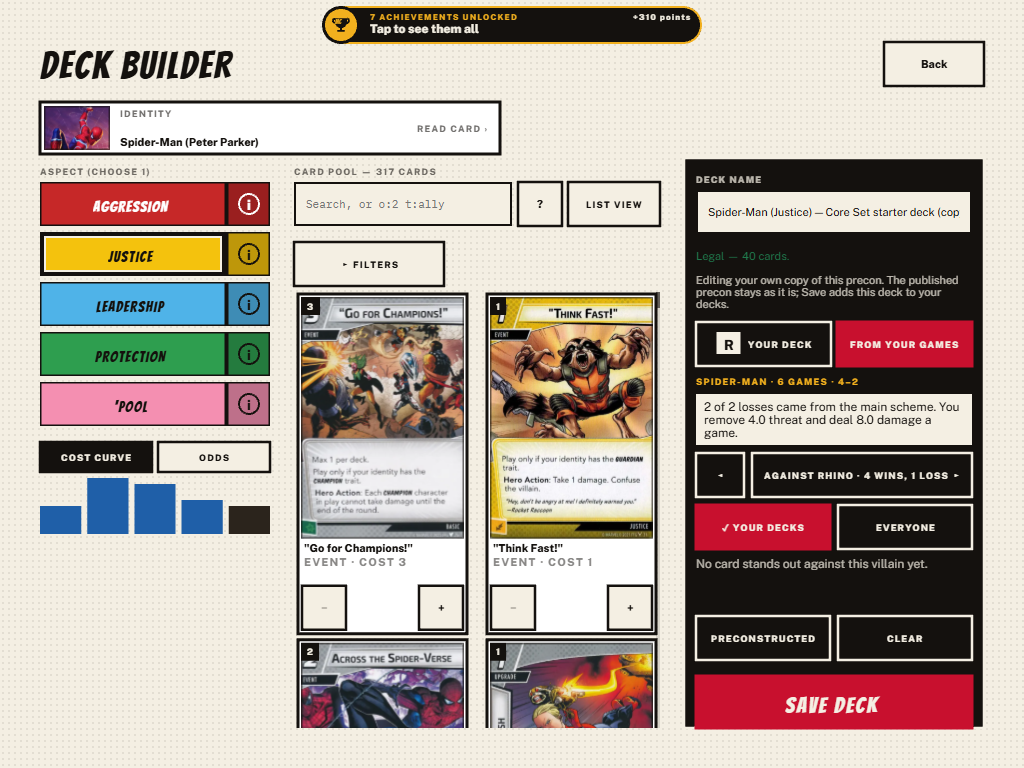 7 ACHIEVEMENTS UNLOCKED
+310 points
Tap to see them all
DECK BUILDER
Back
IDENTITY
READ CARD ›
Spider-Man (Peter Parker)
ASPECT (CHOOSE 1)
AGGRESSION
JUSTICE
LEADERSHIP
PROTECTION
'POOL
COST CURVE
ODDS
CARD POOL — 317 CARDS
Search, or o:2 t:ally
?
LIST VIEW
▸ FILTERS
3
"GO FOR CHAMPIONS!"
EVENT
Max 1 per deck.
Play only if your identity has the
CHAMPION trait.
Hero Action: Each CHAMPION character
in play cannot take damage until the
end of the round.
BASIC
"Go for Champions!"
EVENT · COST 3
−
+
1
"THINK FAST!"
EVENT
Play only if your identity has the GUARDIAN
trait.
Hero Action: Take 1 damage. Confuse
the villain.
"Hey, don't be angry at me! I definitely warned you."
—Rocket Raccoon
JUSTICE
"Think Fast!"
EVENT · COST 1
−
+
2
ACROSS THE SPIDER-VERSE
1
UPGRADE
DECK NAME
Spider-Man (Justice) — Core Set starter deck (cop
Legal — 40 cards.
Editing your own copy of this precon. The published
precon stays as it is; Save adds this deck to your
decks.
R YOUR DECK
FROM YOUR GAMES
SPIDER-MAN · 6 GAMES · 4–2
2 of 2 losses came from the main scheme. You
remove 4.0 threat and deal 8.0 damage a
game.
◂
AGAINST RHINO · 4 WINS, 1 LOSS ▸
✓ YOUR DECKS
EVERYONE
No card stands out against this villain yet.
PRECONSTRUCTED
CLEAR
SAVE DECK